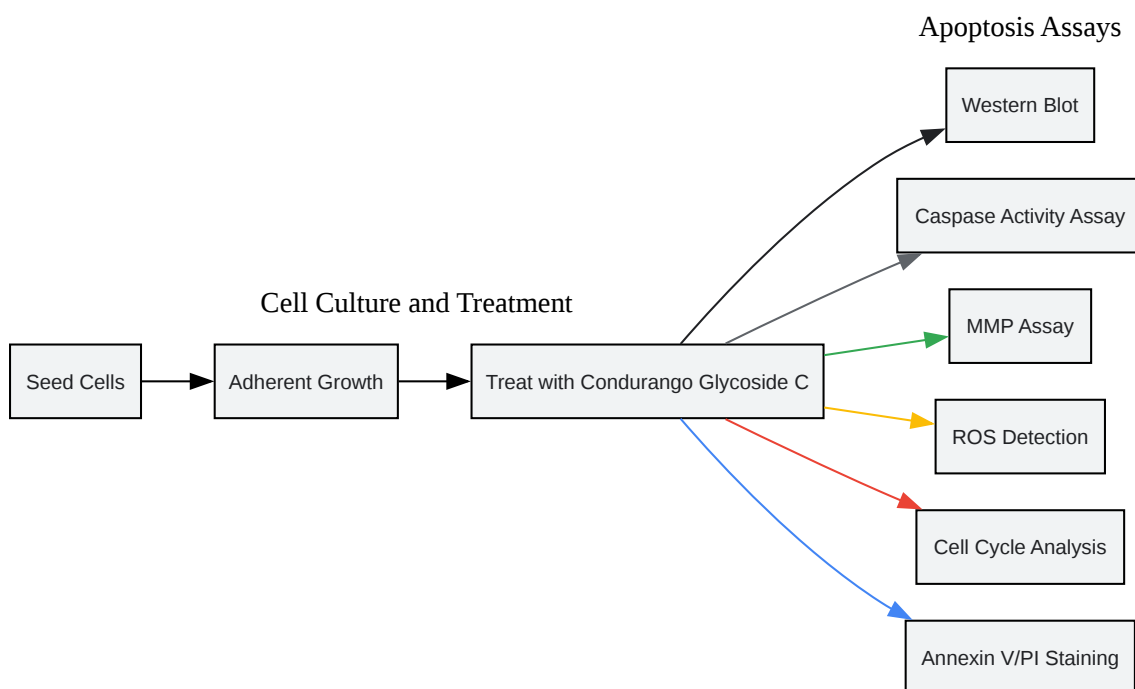 Apoptosis Assays
Western Blot
Caspase Activity Assay
Cell Culture and Treatment
MMP Assay
Seed Cells
Adherent Growth
Treat with Condurango Glycoside C
ROS Detection
Cell Cycle Analysis
Annexin V/PI Staining